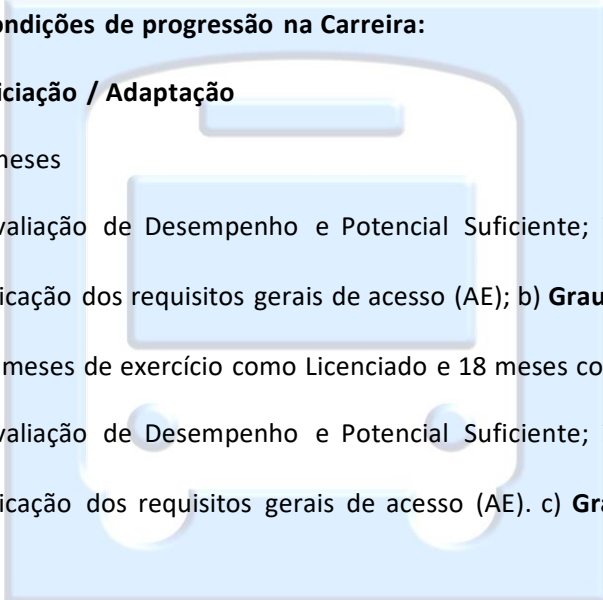 ondições de progressão na Carreira:
iciação / Adaptação
meses
valiação de Desempenho e Potencial Suficiente;
icação dos requisitos gerais de acesso (AE); b) Grau
meses de exercício como Licenciado e 18 meses co
valiação de Desempenho e Potencial Suficiente;
icação dos requisitos gerais de acesso (AE). c) Gra